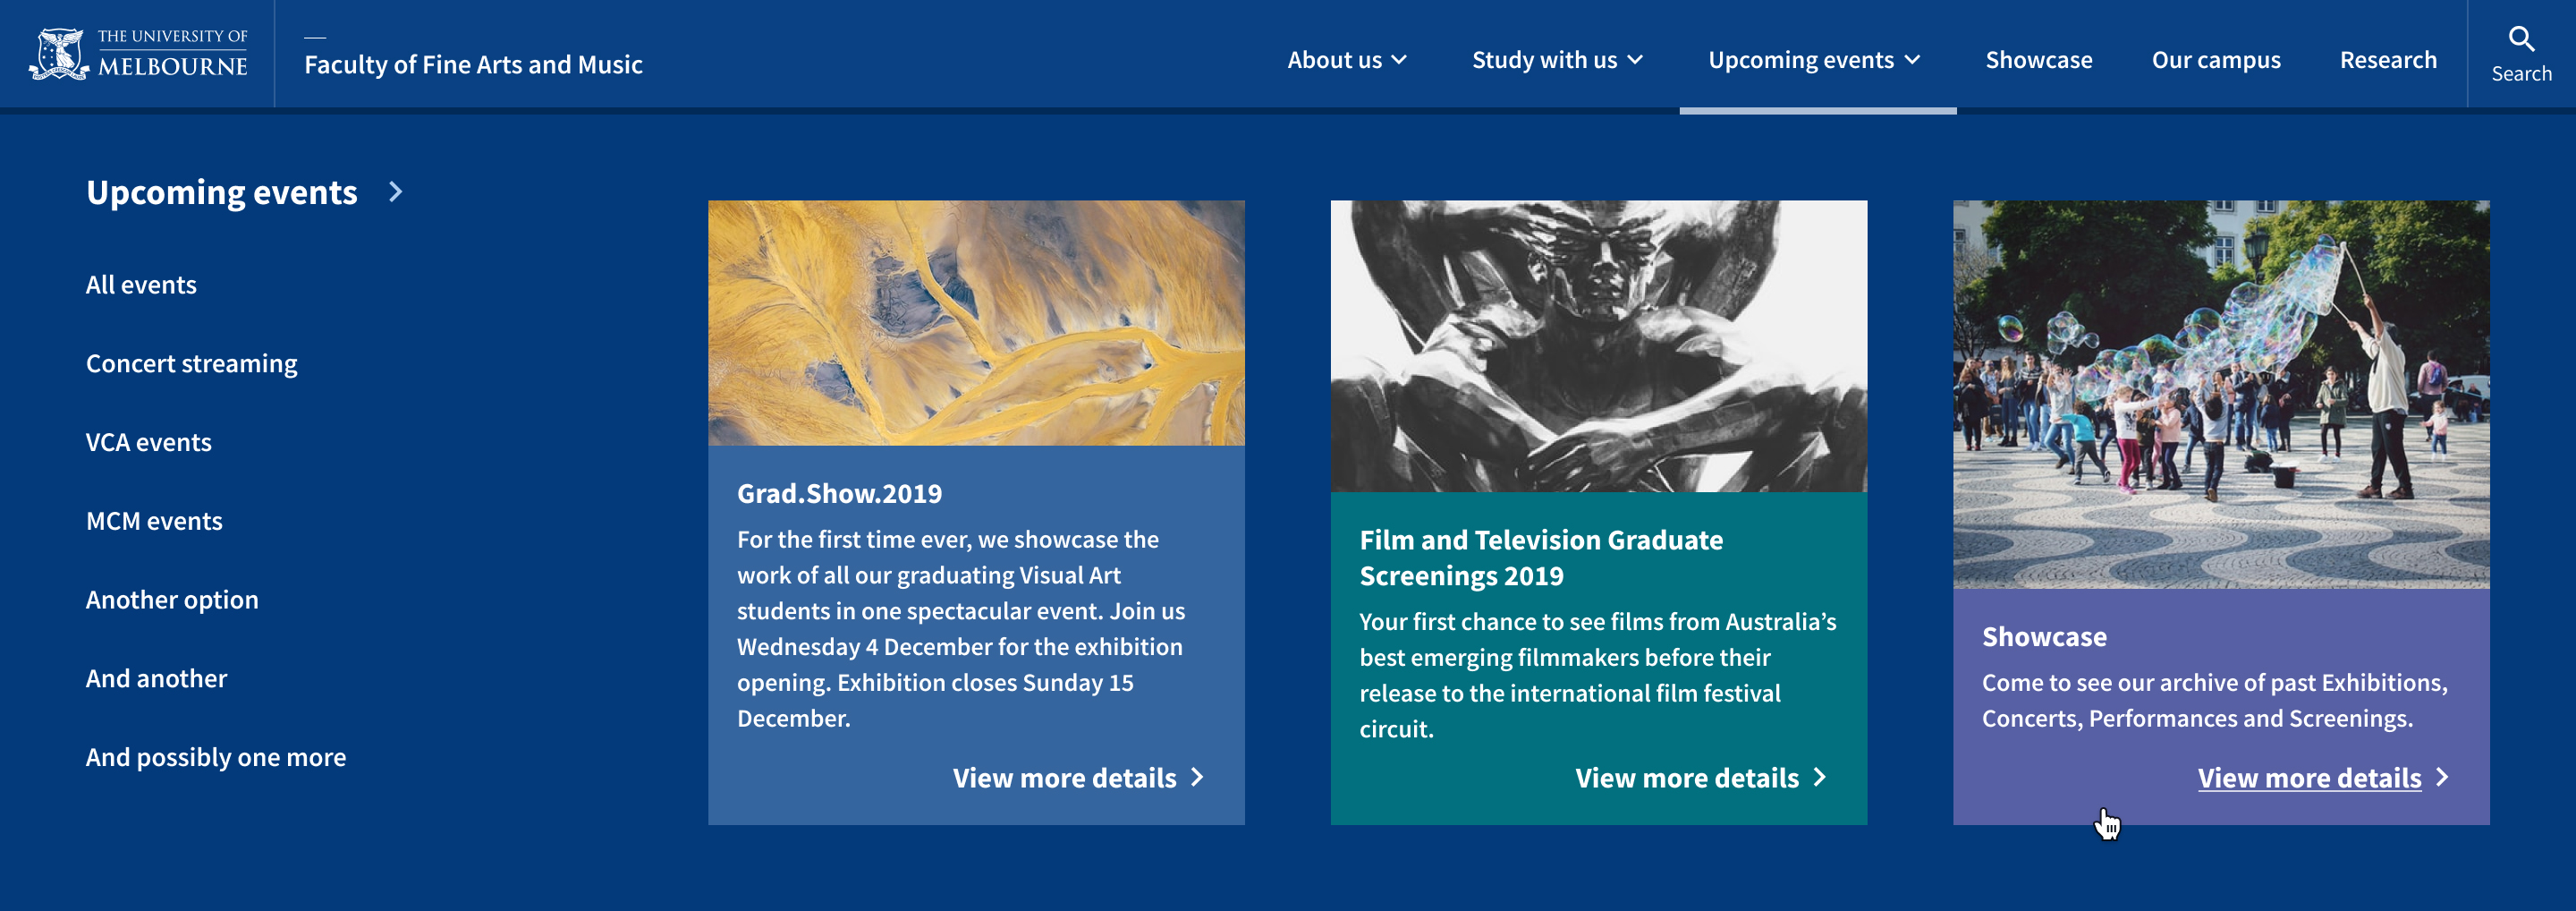 THE UNIVERSITY OF
MELBOURNE
Faculty of Fine Arts and Music
About us
Study with us
Upcoming events
Showcase
Our campus
Research
Search
Upcoming events
All events
Concert streaming
VCA events
MCM events
Another option
And another
And possibly one more
Grad.Show.2019
For the first time ever, we showcase the
work of all our graduating Visual Art
students in one spectacular event. Join us
Wednesday 4 December for the exhibition
opening. Exhibition closes Sunday 15
December.
View more details
Film and Television Graduate
Screenings 2019
Your first chance to see films from Australia’s
best emerging filmmakers before their
release to the international film festival
circuit.
View more details
Showcase
Come to see our archive of past Exhibitions,
Concerts, Performances and Screenings.
View more details